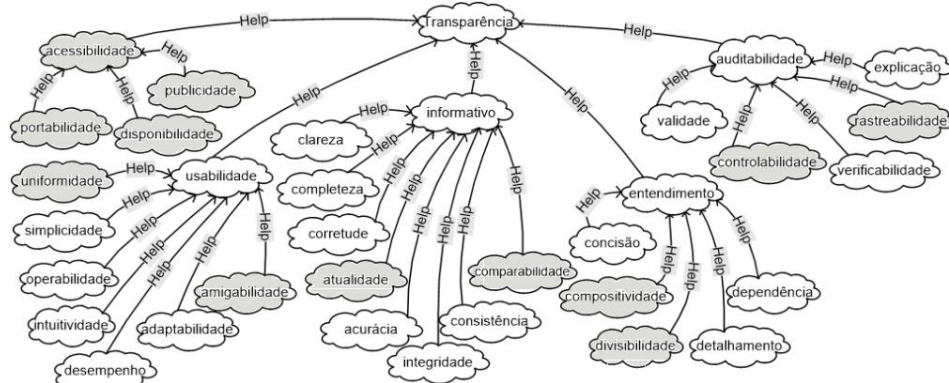 Transparência
Help
Help
acessibilidade
Help
Help
Help
publicidade
portabilidade
disponibilidade
Help
Help
Help
auditabilidade
Help
explicação
Help
validade
Help
rastreabilidade
Help
controlabilidade
Help
verificabilidade
Help
uniformidade
Help
usabilidade
simplicidade
Help
operabilidade
Help
intuitividade
Help
desempenho
Help
adaptabilidade
Help
amigabilidade
Help
informativo
clareza
Help
completeza
Help
corretude
Help
atualidade
Help
acurácia
Help
integridade
Help
consistência
Help
comparabilidade
Help
entendimento
Help
concisão
Help
compositividade
Help
divisibilidade
Help
detalhamento
Help
dependência
Help